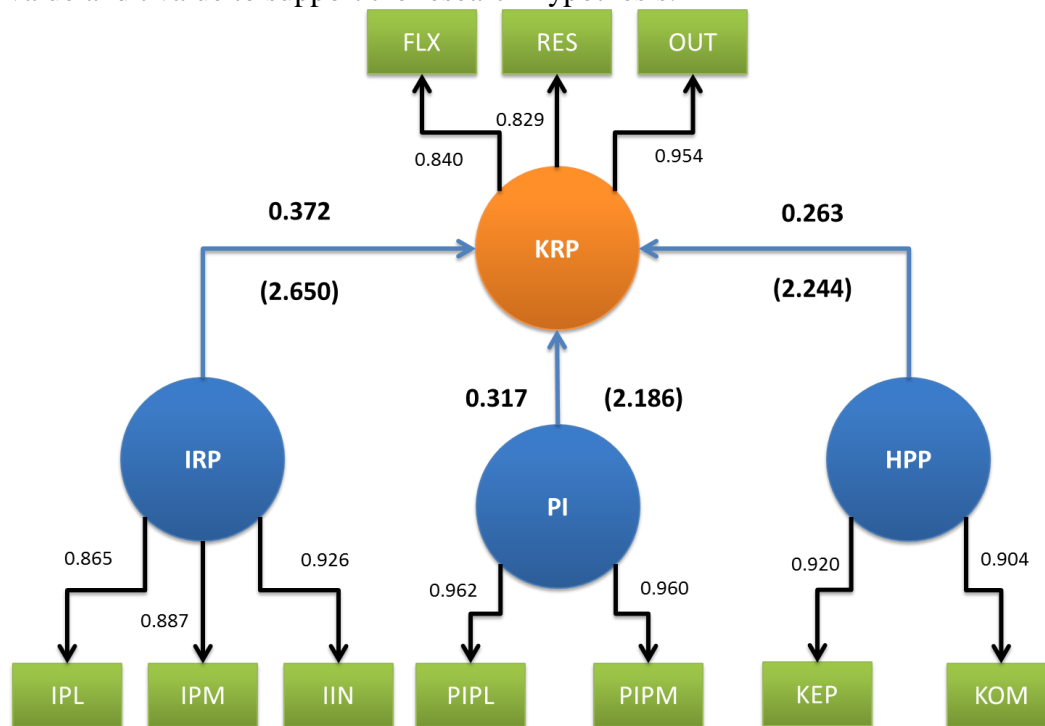 FLX RES OUT
0.829
0.840 0.954
0.372 0.263
KRP
(2.650) (2.244)
0.317 (2.186)
IRP HPP
PI
0.865 0.926 0.920 0.904
0.962 0.960
0.887
IPL IPM IIN PIPL PIPM KEP KOM